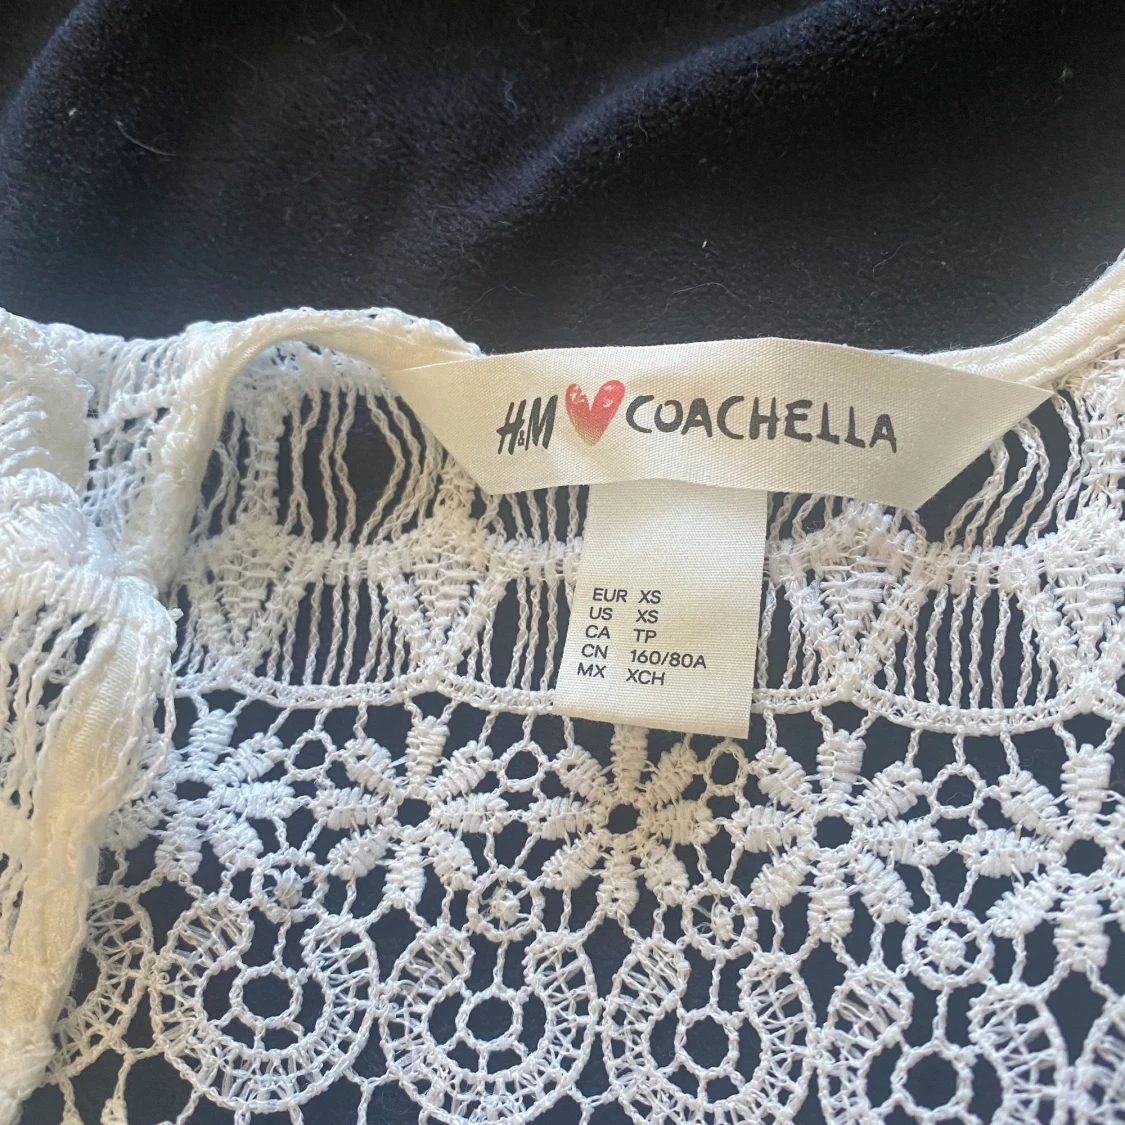 H&M COACHELLA
EUR XS
US XS
CA TP
CN 160/80A
MX XCH